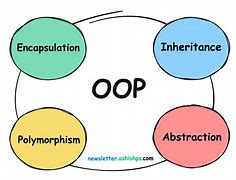 Encapsulation
Inheritance
OOP
Polymorphism
Abstraction
newsletter.ashishps.com